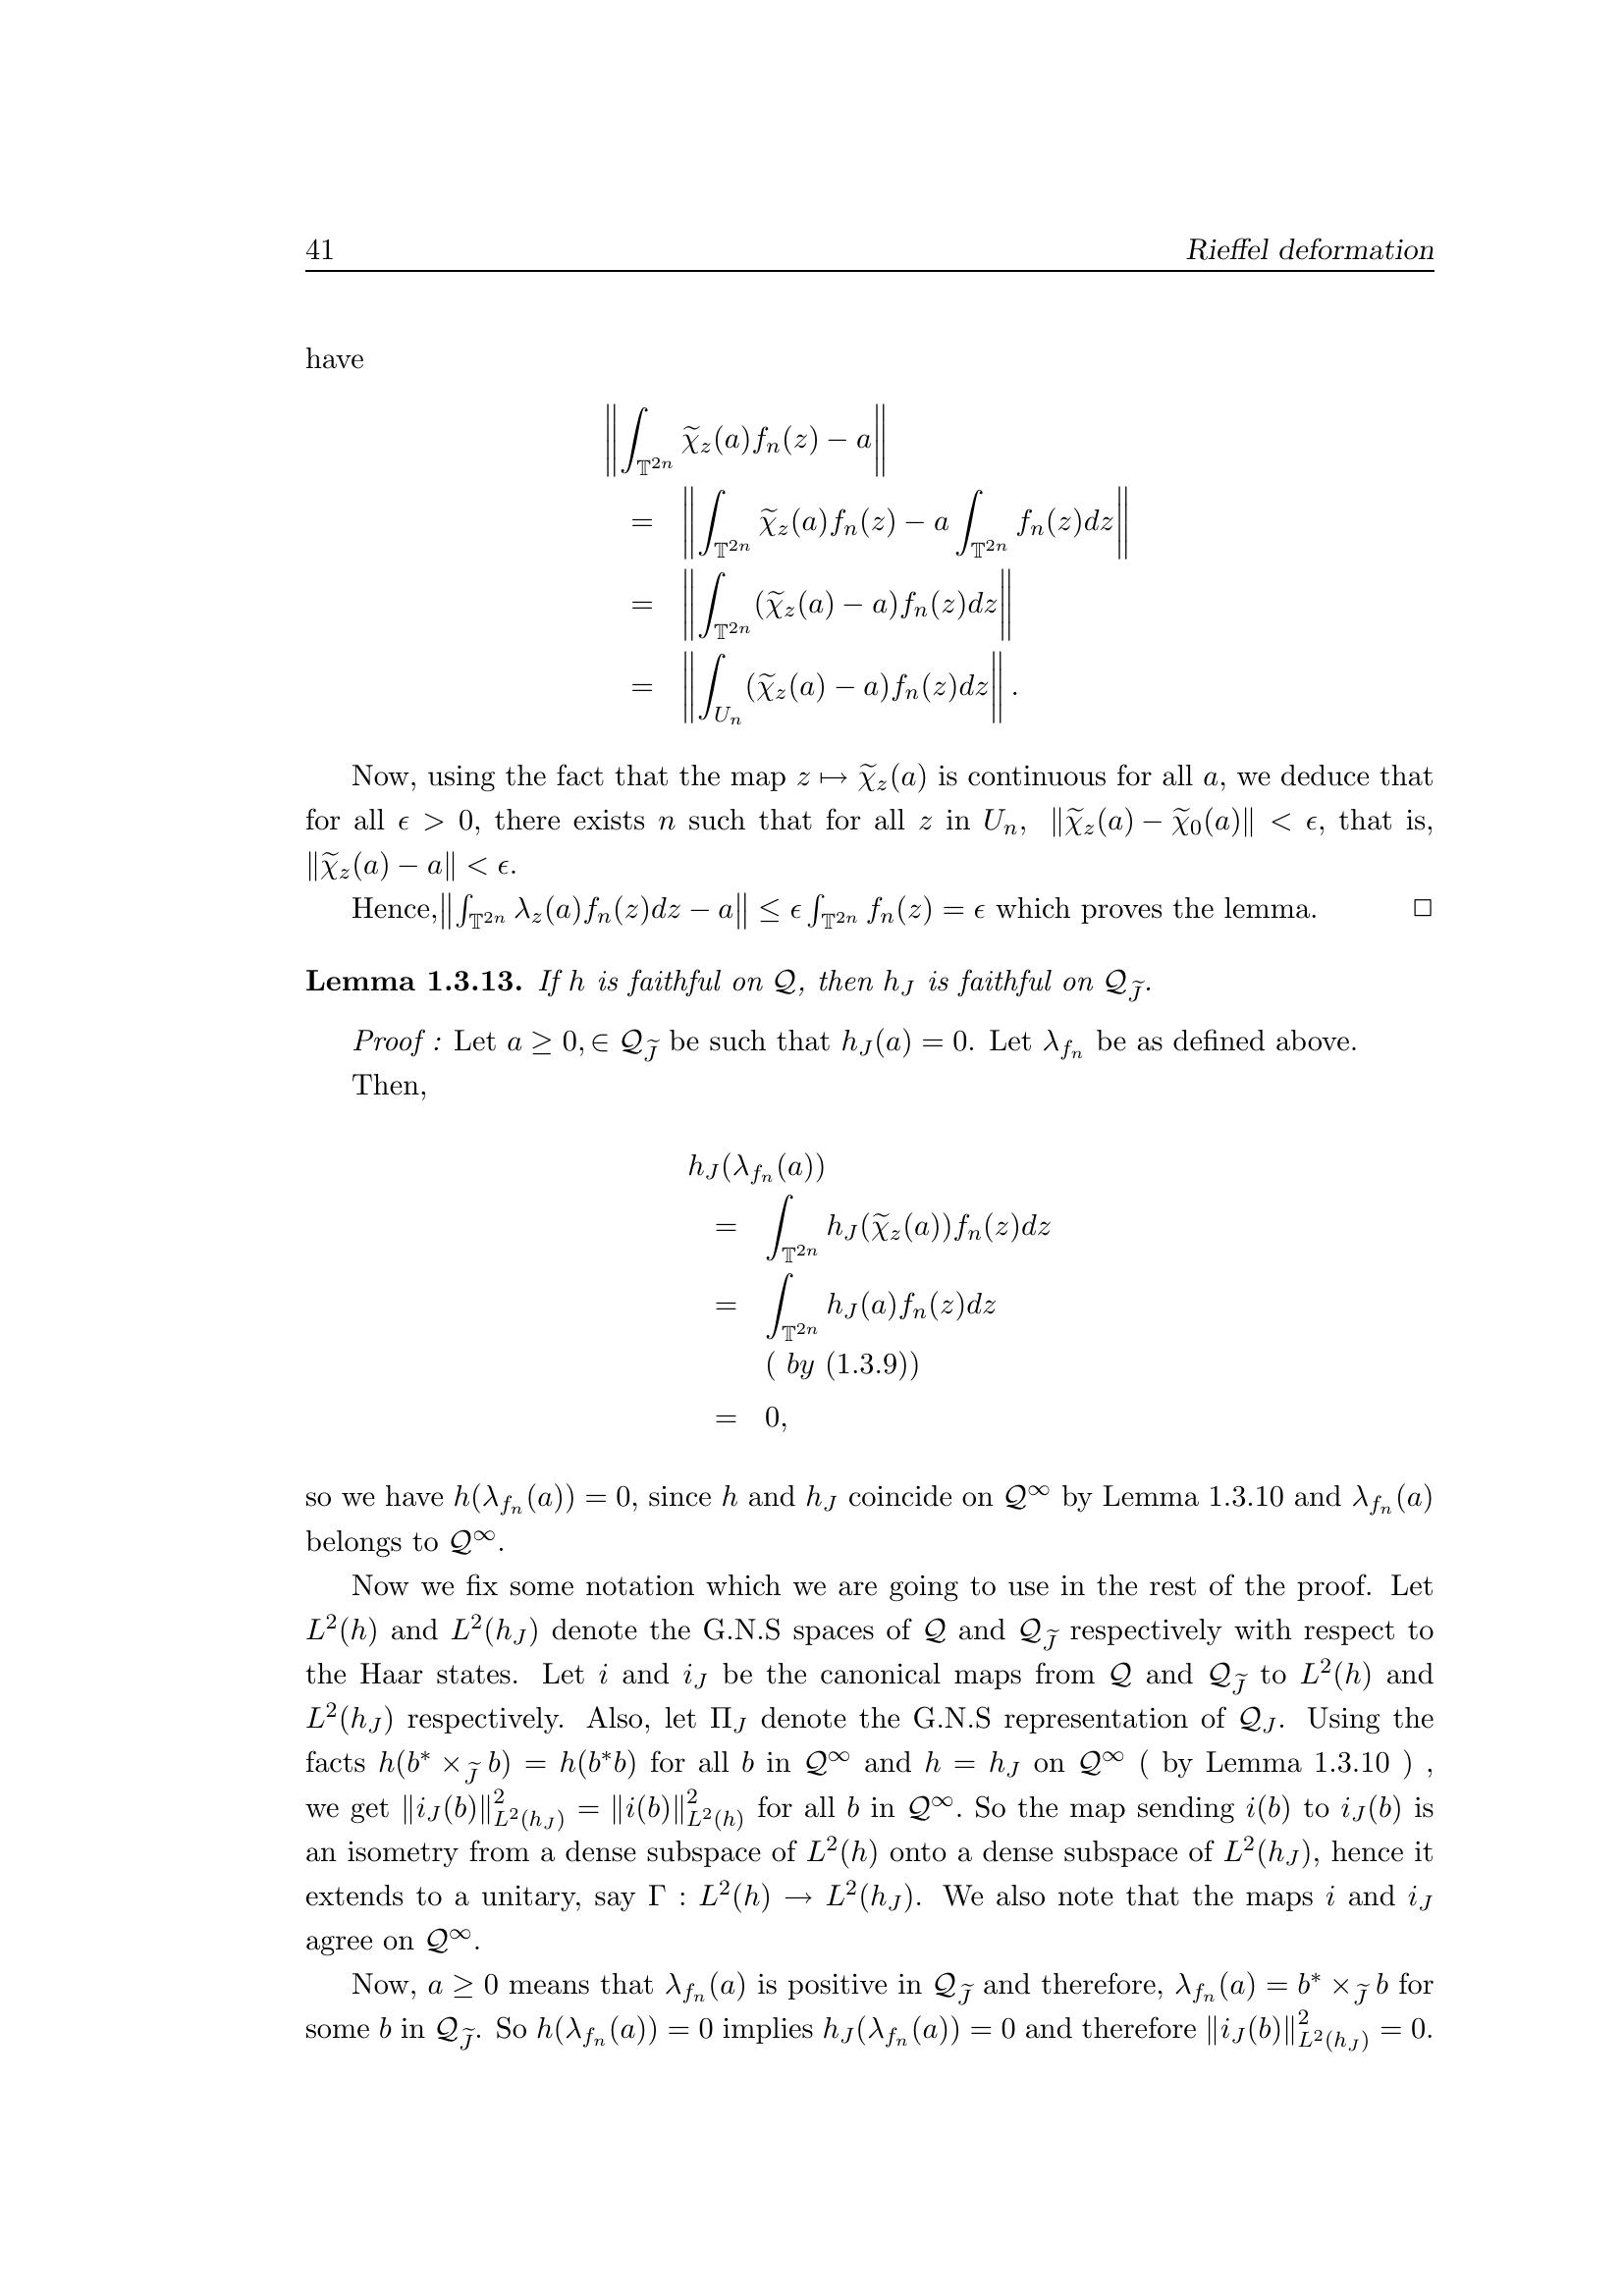 41 Rieffel deformation
have
$\left\| \int_{\mathbb{T}^{2n}} \widetilde{\chi}_z(a) f_n(z) - a \right\|$
$= \left\| \int_{\mathbb{T}^{2n}} \widetilde{\chi}_z(a) f_n(z) - a \int_{\mathbb{T}^{2n}} f_n(z) dz \right\|$
$= \left\| \int_{\mathbb{T}^{2n}} (\widetilde{\chi}_z(a) - a) f_n(z) dz \right\|$
$= \left\| \int_{U_n} (\widetilde{\chi}_z(a) - a) f_n(z) dz \right\|.$
Now, using the fact that the map $z \mapsto \widetilde{\chi}_z(a)$ is continuous for all $a$, we deduce that
for all $\epsilon > 0$, there exists $n$ such that for all $z$ in $U_n$, $\|\widetilde{\chi}_z(a) - \widetilde{\chi}_0(a)\| < \epsilon$, that is,
$\|\widetilde{\chi}_z(a) - a\| < \epsilon.$
Hence,$\left\| \int_{\mathbb{T}^{2n}} \lambda_z(a) f_n(z) dz - a \right\| \leq \epsilon \int_{\mathbb{T}^{2n}} f_n(z) = \epsilon$ which proves the lemma. □
Lemma 1.3.13. If $h$ is faithful on $\mathcal{Q}$, then $h_J$ is faithful on $\mathcal{Q}_{\widetilde{J}}$.
Proof : Let $a \geq 0, \in \mathcal{Q}_{\widetilde{J}}$ be such that $h_J(a) = 0$. Let $\lambda_{f_n}$ be as defined above.
Then,
$h_J(\lambda_{f_n}(a))$
$= \int_{\mathbb{T}^{2n}} h_J(\widetilde{\chi}_z(a)) f_n(z) dz$
$= \int_{\mathbb{T}^{2n}} h_J(a) f_n(z) dz$
( by (1.3.9))
$= 0,$
so we have $h(\lambda_{f_n}(a)) = 0$, since $h$ and $h_J$ coincide on $\mathcal{Q}^\infty$ by Lemma 1.3.10 and $\lambda_{f_n}(a)$
belongs to $\mathcal{Q}^\infty$.
Now we fix some notation which we are going to use in the rest of the proof. Let
$L^2(h)$ and $L^2(h_J)$ denote the G.N.S spaces of $\mathcal{Q}$ and $\mathcal{Q}_{\widetilde{J}}$ respectively with respect to
the Haar states. Let $i$ and $i_J$ be the canonical maps from $\mathcal{Q}$ and $\mathcal{Q}_{\widetilde{J}}$ to $L^2(h)$ and
$L^2(h_J)$ respectively. Also, let $\Pi_J$ denote the G.N.S representation of $\mathcal{Q}_J$. Using the
facts $h(b^* \times_{\widetilde{J}} b) = h(b^*b)$ for all $b$ in $\mathcal{Q}^\infty$ and $h = h_J$ on $\mathcal{Q}^\infty$ ( by Lemma 1.3.10 ) ,
we get $\|i_J(b)\|^2_{L^2(h_J)} = \|i(b)\|^2_{L^2(h)}$ for all $b$ in $\mathcal{Q}^\infty$. So the map sending $i(b)$ to $i_J(b)$ is
an isometry from a dense subspace of $L^2(h)$ onto a dense subspace of $L^2(h_J)$, hence it
extends to a unitary, say $\Gamma : L^2(h) \to L^2(h_J)$. We also note that the maps $i$ and $i_J$
agree on $\mathcal{Q}^\infty$.
Now, $a \geq 0$ means that $\lambda_{f_n}(a)$ is positive in $\mathcal{Q}_{\widetilde{J}}$ and therefore, $\lambda_{f_n}(a) = b^* \times_{\widetilde{J}} b$ for
some $b$ in $\mathcal{Q}_{\widetilde{J}}$. So $h(\lambda_{f_n}(a)) = 0$ implies $h_J(\lambda_{f_n}(a)) = 0$ and therefore $\|i_J(b)\|^2_{L^2(h_J)} = 0.$